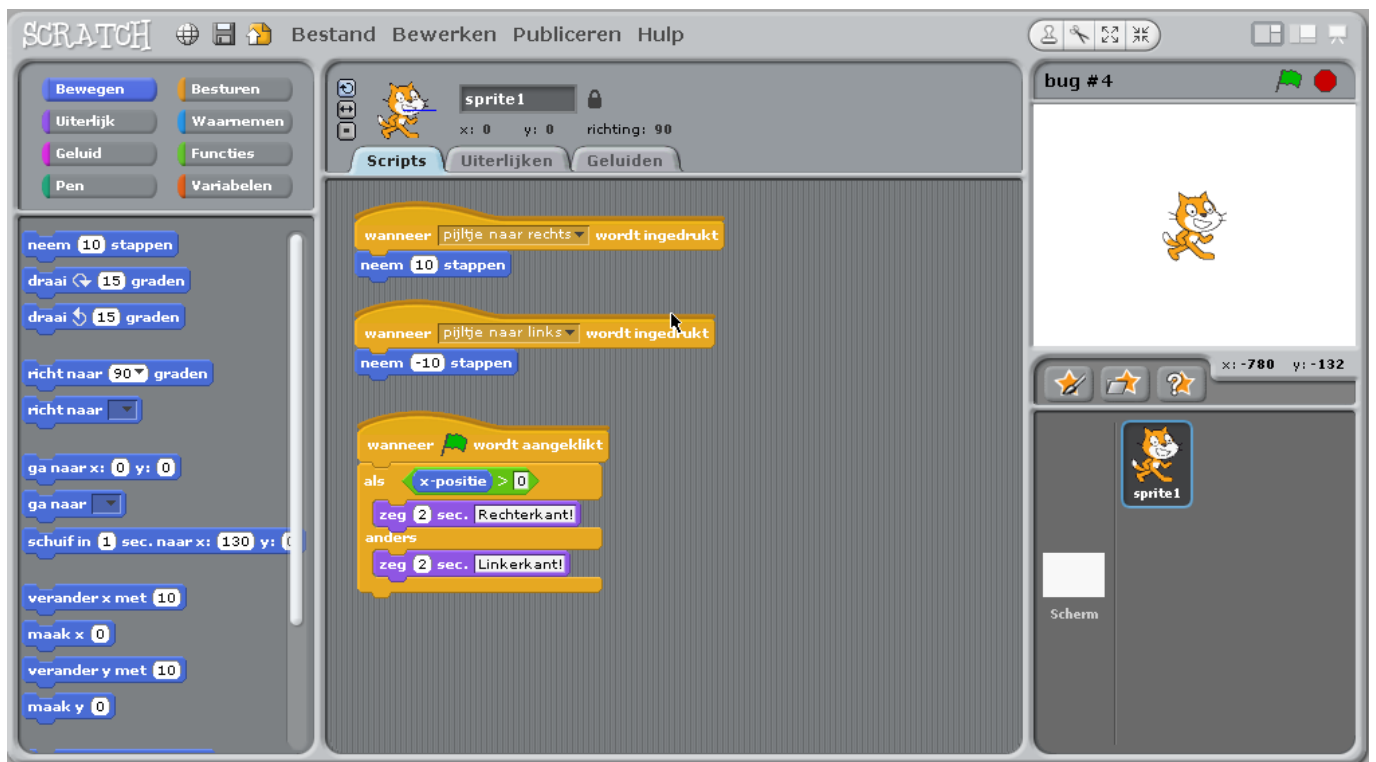 SCRATCH Bestand Bewerken Publiceren Hulp
Bewegen Besturen
Uiterlijk Waarnemen
Geluid Functies
Pen Variabelen
neem 10 stappen
draai 15 graden
draai 15 graden
richt naar 90 graden
richt naar
ga naar x: 0 y: 0
ga naar
schuif in 1 sec. naar x: 130 y:
verander x met 10
maak x 0
verander y met 10
maak y 0
sprite1
x: 0 y: 0 richting: 90
Scripts Uiterlijken Geluiden
wanneer pijltje naar rechts wordt ingedrukt
neem 10 stappen
wanneer pijltje naar links wordt ingedrukt
neem -10 stappen
wanneer wordt aangeklikt
als x-positie > 0
zeg 2 sec. Rechterkant!
anders
zeg 2 sec. Linkerkant!
bug #4
x: -780 y: -132
sprite1
Scherm